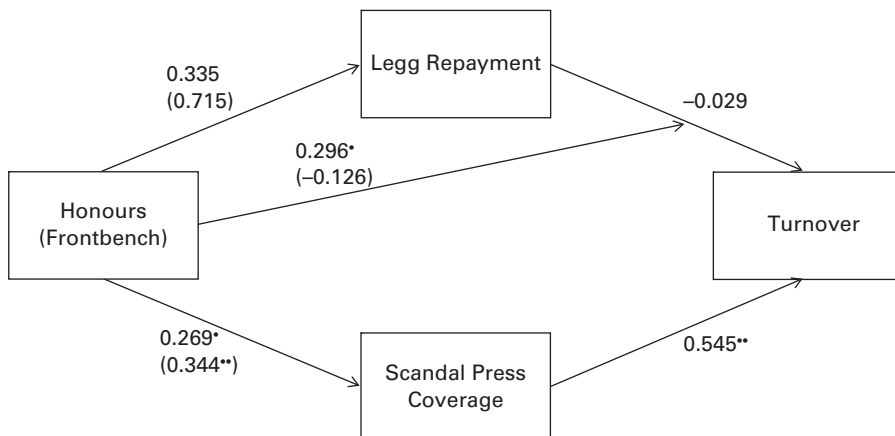 Legg Repayment
0.335
(0.715)
–0.029
0.296•
(–0.126)
Honours
(Frontbench)
Turnover
0.269•
(0.344••)
0.545••
Scandal Press
Coverage